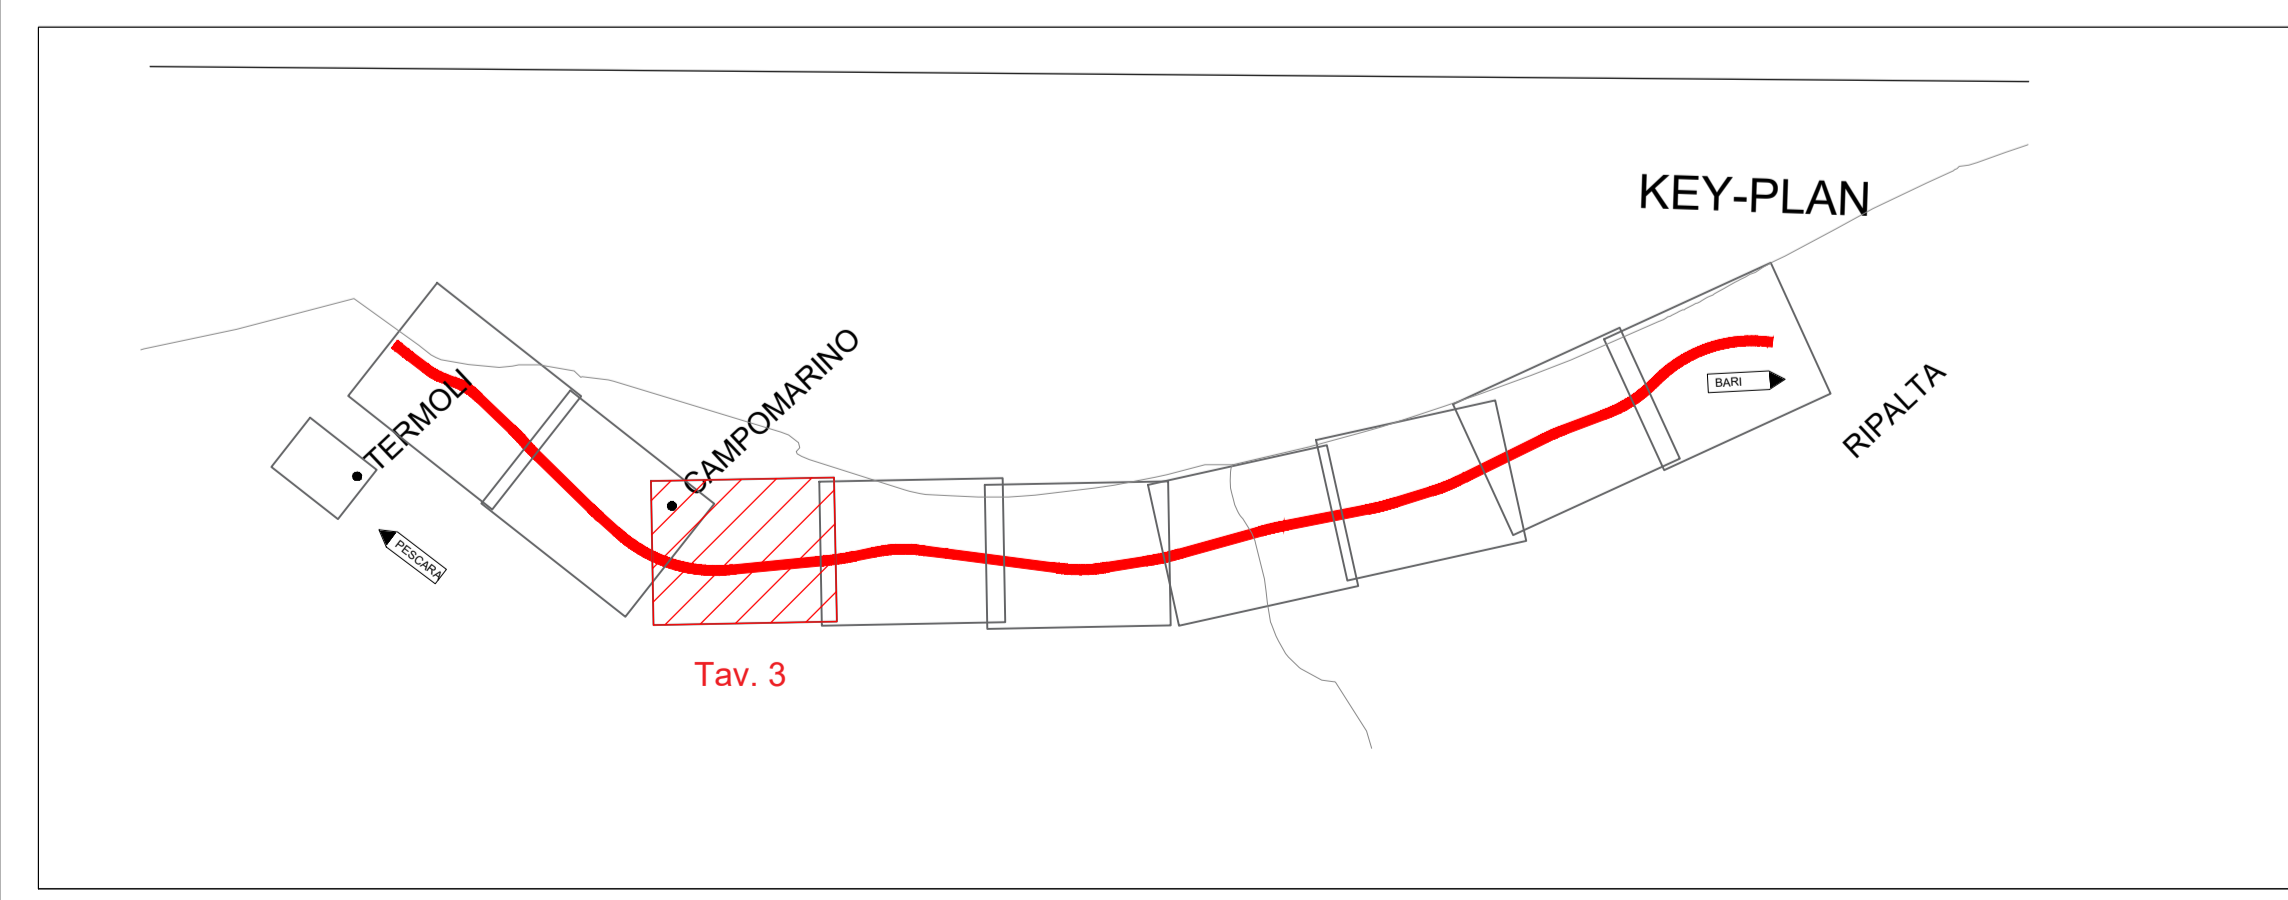 KEY-PLAN
CAMPOMARINO
TERMOLI
BARI
RIPALTA
PESCARA
Tav. 3